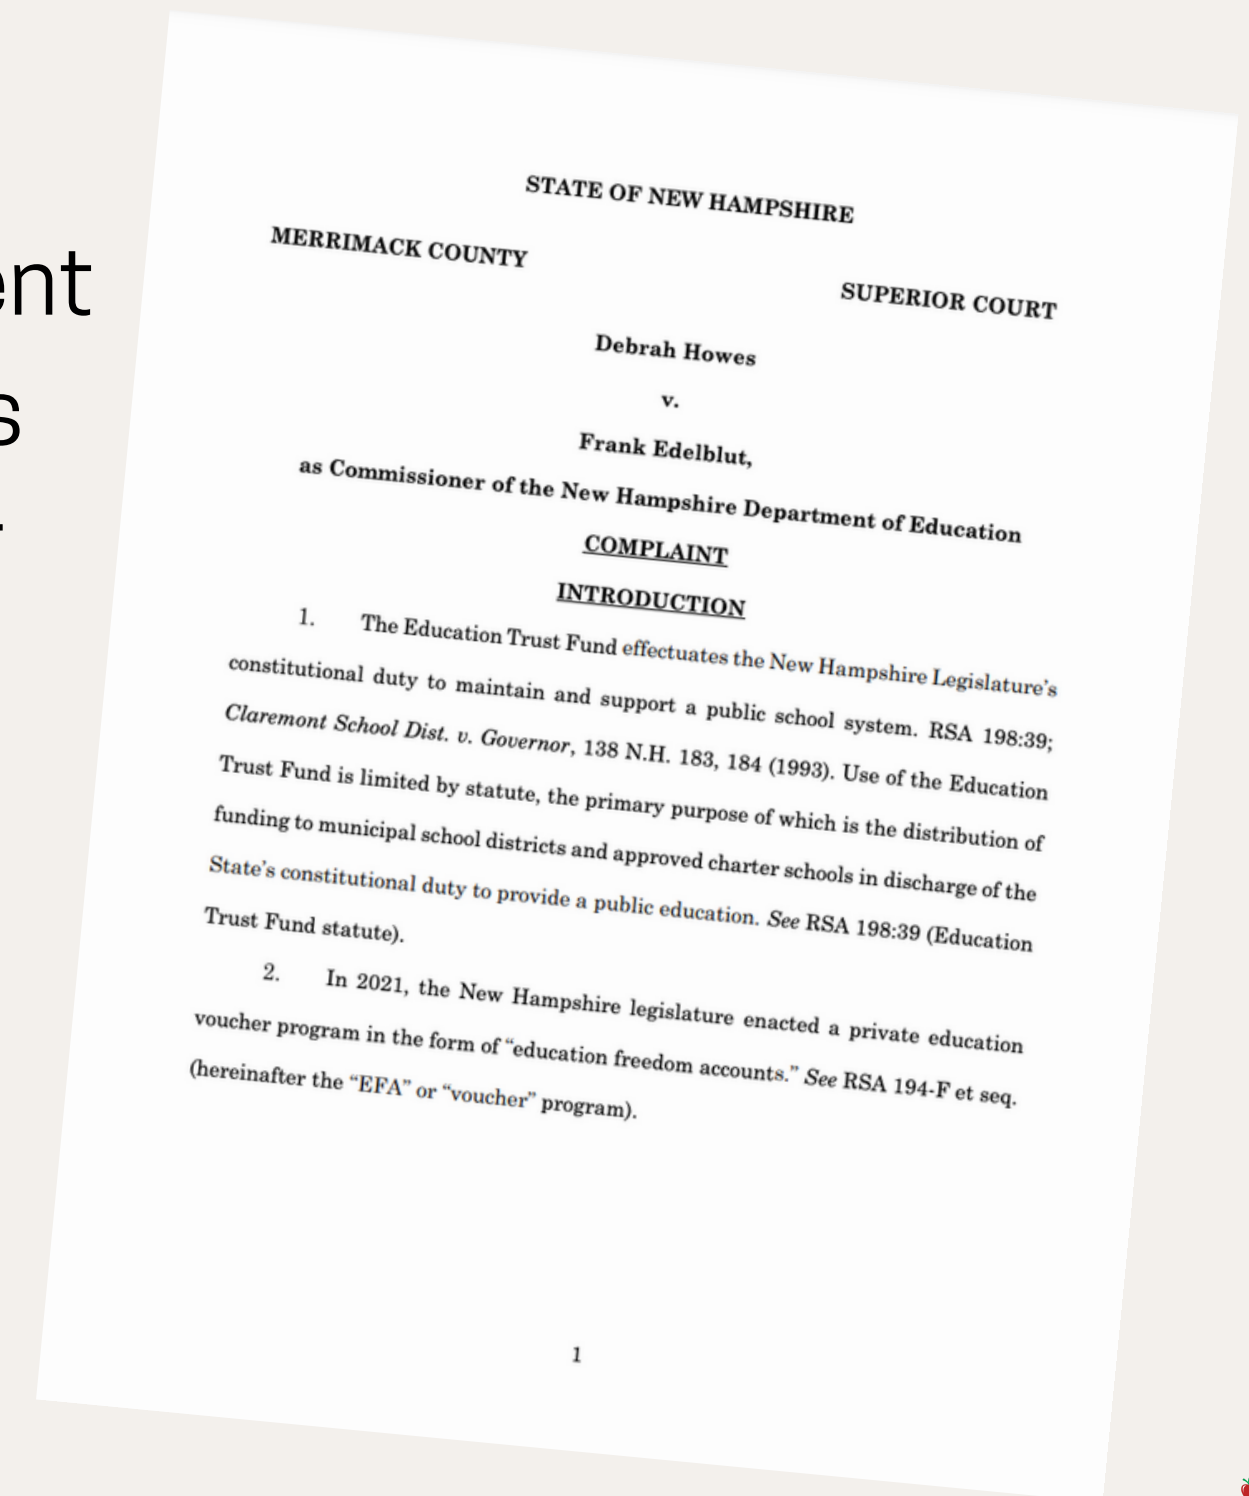 ent
s
STATE OF NEW HAMPSHIRE
MERRIMACK COUNTY
SUPERIOR COURT
Debrah Howes
v.
Frank Edelblut,
as Commissioner of the New Hampshire Department of Education
COMPLAINT
INTRODUCTION
1. The Education Trust Fund effectuates the New Hampshire Legislature’s
constitutional duty to maintain and support a public school system. RSA 198:39;
Claremont School Dist. v. Governor, 138 N.H. 183, 184 (1993). Use of the Education
Trust Fund is limited by statute, the primary purpose of which is the distribution of
funding to municipal school districts and approved charter schools in discharge of the
State’s constitutional duty to provide a public education. See RSA 198:39 (Education
Trust Fund statute).
2. In 2021, the New Hampshire legislature enacted a private education
voucher program in the form of “education freedom accounts.” See RSA 194-F et seq.
(hereinafter the “EFA” or “voucher” program).
1